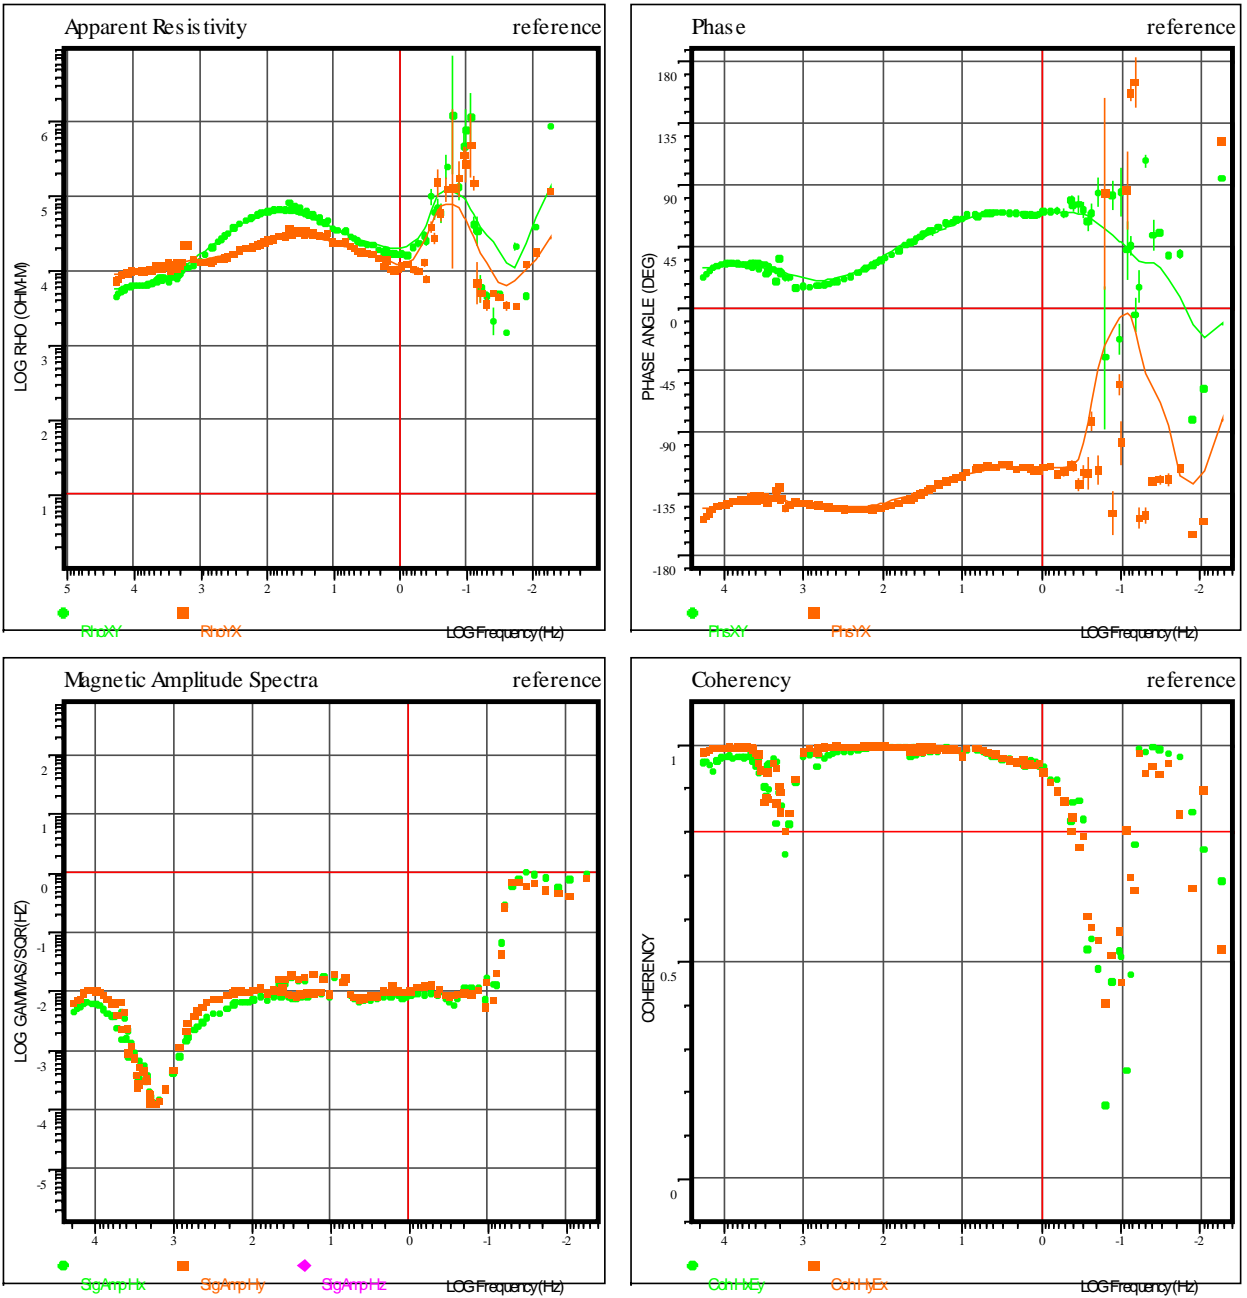 Apparent Resistivity reference
6
5
4
3
2
1
LOG RHO (OHM-M)
5 4 3 2 1 0 -1 -2
RhoXY RhoYX LOG Frequency (Hz)
Phase reference
180
135
90
45
0
-45
-90
-135
-180
PHASE ANGLE (DEG)
4 3 2 1 0 -1 -2
PhsXY PhsYX LOG Frequency (Hz)
Magnetic Amplitude Spectra reference
2
1
0
-1
-2
-3
-4
-5
LOG GAMMAS/SQR(HZ)
4 3 2 1 0 -1 -2
SigAmpHx SigAmpHy SigAmpHz LOG Frequency (Hz)
Coherency reference
1
0.5
0
COHERENCY
4 3 2 1 0 -1 -2
CohHxEy CohHyEx LOG Frequency (Hz)